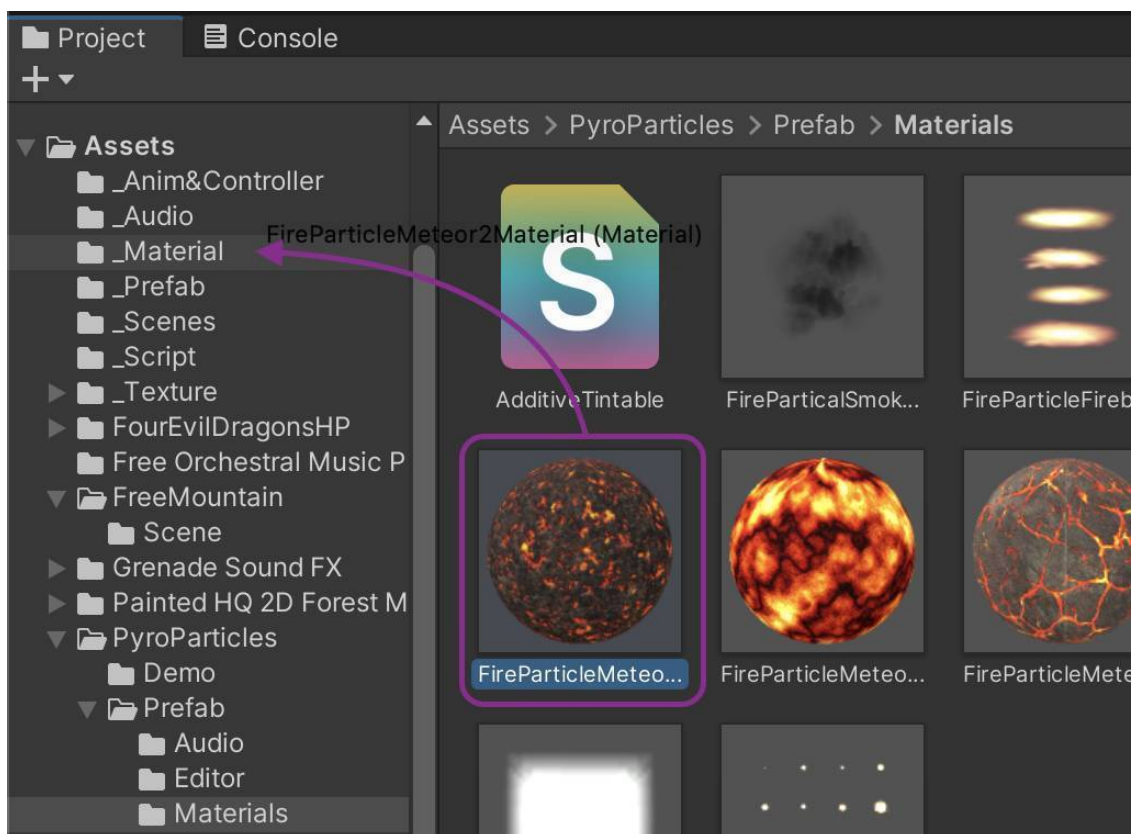 Project
Console
Assets
_Anim&Controller
_Audio
_Material
_Prefab
_Scenes
_Script
_Texture
FourEvilDragonsHP
Free Orchestral Music P
FreeMountain
Scene
Grenade Sound FX
Painted HQ 2D Forest M
PyroParticles
Demo
Prefab
Audio
Editor
Materials
Assets > PyroParticles > Prefab > Materials
FireParticleMeteor2Material (Material)
S
AdditiveTintable
FireParticalSmok...
FireParticleFireb
FireParticleMeteo...
FireParticleMeteo...
FireParticleMete